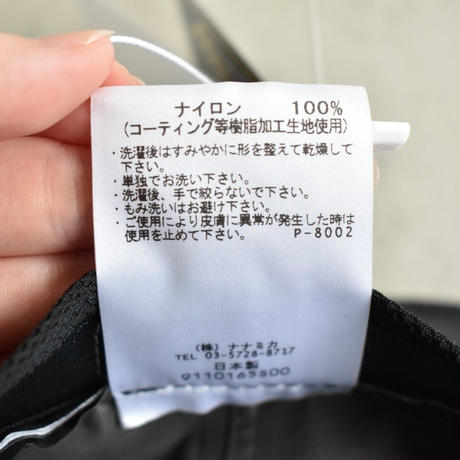 ナイロン 100%
(コーティング等樹脂加工生地使用)
・洗濯後はすみやかに形を整えて乾燥して
下さい。
・単独でお洗い下さい。
・洗濯後、手で絞らないで下さい。
・もみ洗いはお避け下さい。
・ご使用により皮膚に異常が発生した時は
使用を止めて下さい。 P-8002
(株) ナナミカ
TEL 03-5728-8717
日本製
9110165800